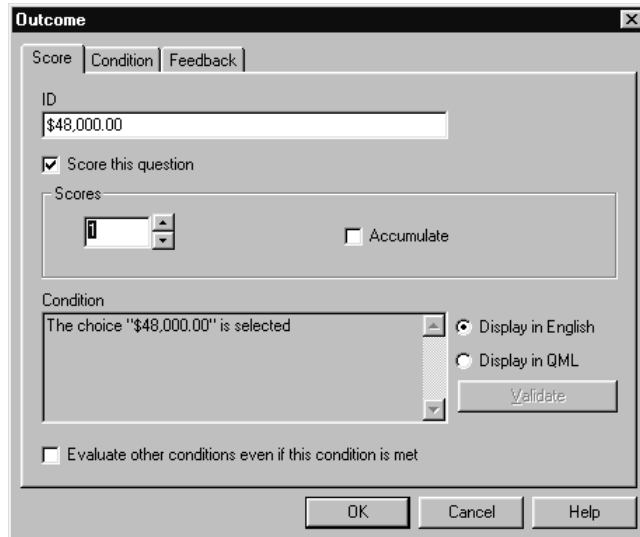 Outcome
Score Condition Feedback
ID
$48,000.00
Score this question
Scores
1
Accumulate
Condition
The choice "$48,000.00" is selected
Display in English
Display in QML
Validate
Evaluate other conditions even if this condition is met
OK Cancel Help